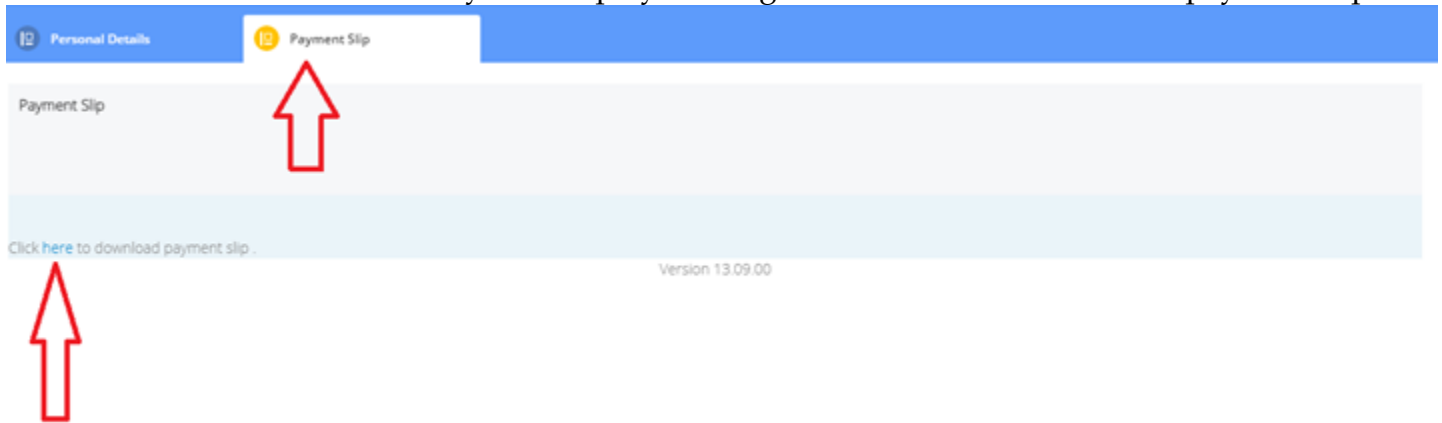 Personal Details
Payment Slip
Payment Slip
Click here to download payment slip .
Version 13.09.00